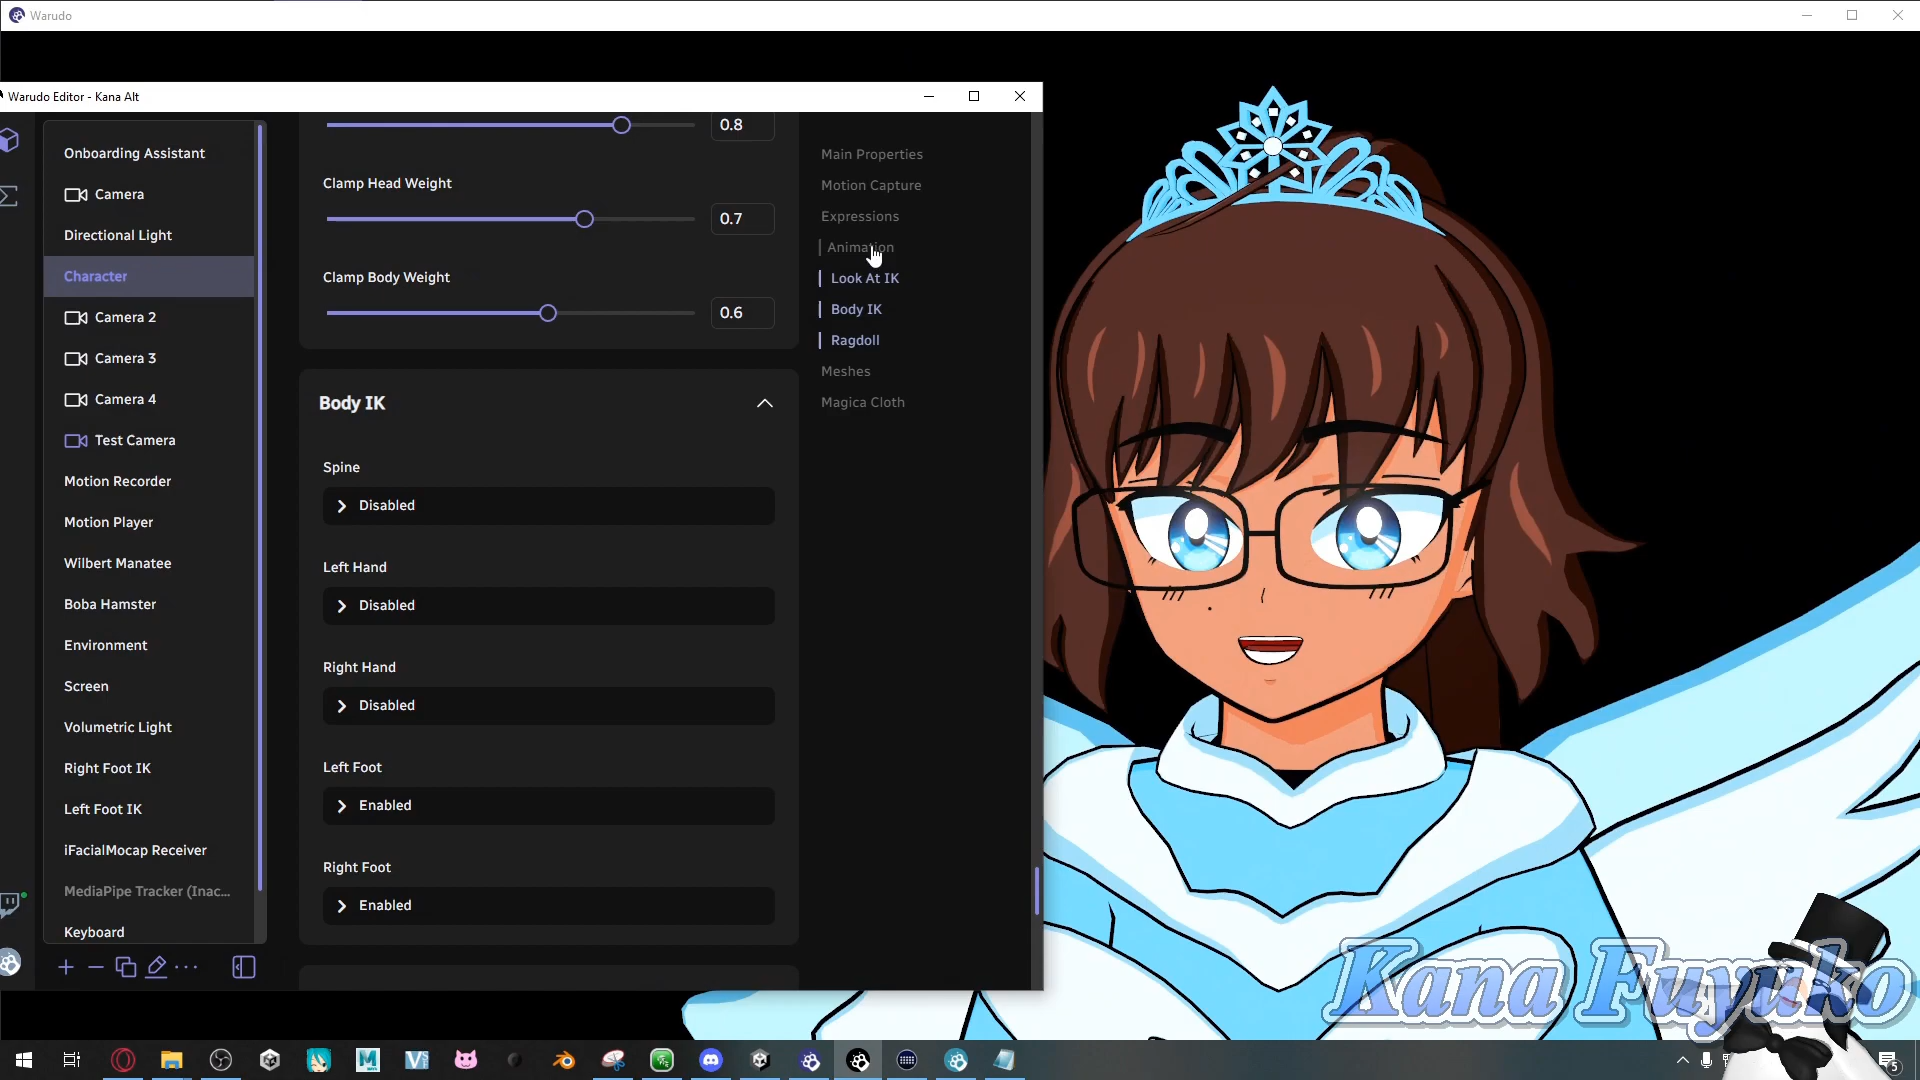 Warudo
Warudo Editor - Kana Alt
Onboarding Assistant
Camera
Directional Light
Character
Camera 2
Camera 3
Camera 4
Test Camera
Motion Recorder
Motion Player
Wilbert Manatee
Boba Hamster
Environment
Screen
Volumetric Light
Right Foot IK
Left Foot IK
iFacialMocap Receiver
MediaPipe Tracker (Inac...
Keyboard
0.8
Clamp Head Weight
0.7
Clamp Body Weight
0.6
Body IK
Spine
Disabled
Left Hand
Disabled
Right Hand
Disabled
Left Foot
Enabled
Right Foot
Enabled
Main Properties
Motion Capture
Expressions
Animation
Look At IK
Body IK
Ragdoll
Meshes
Magica Cloth
Kana Fuyuko
5